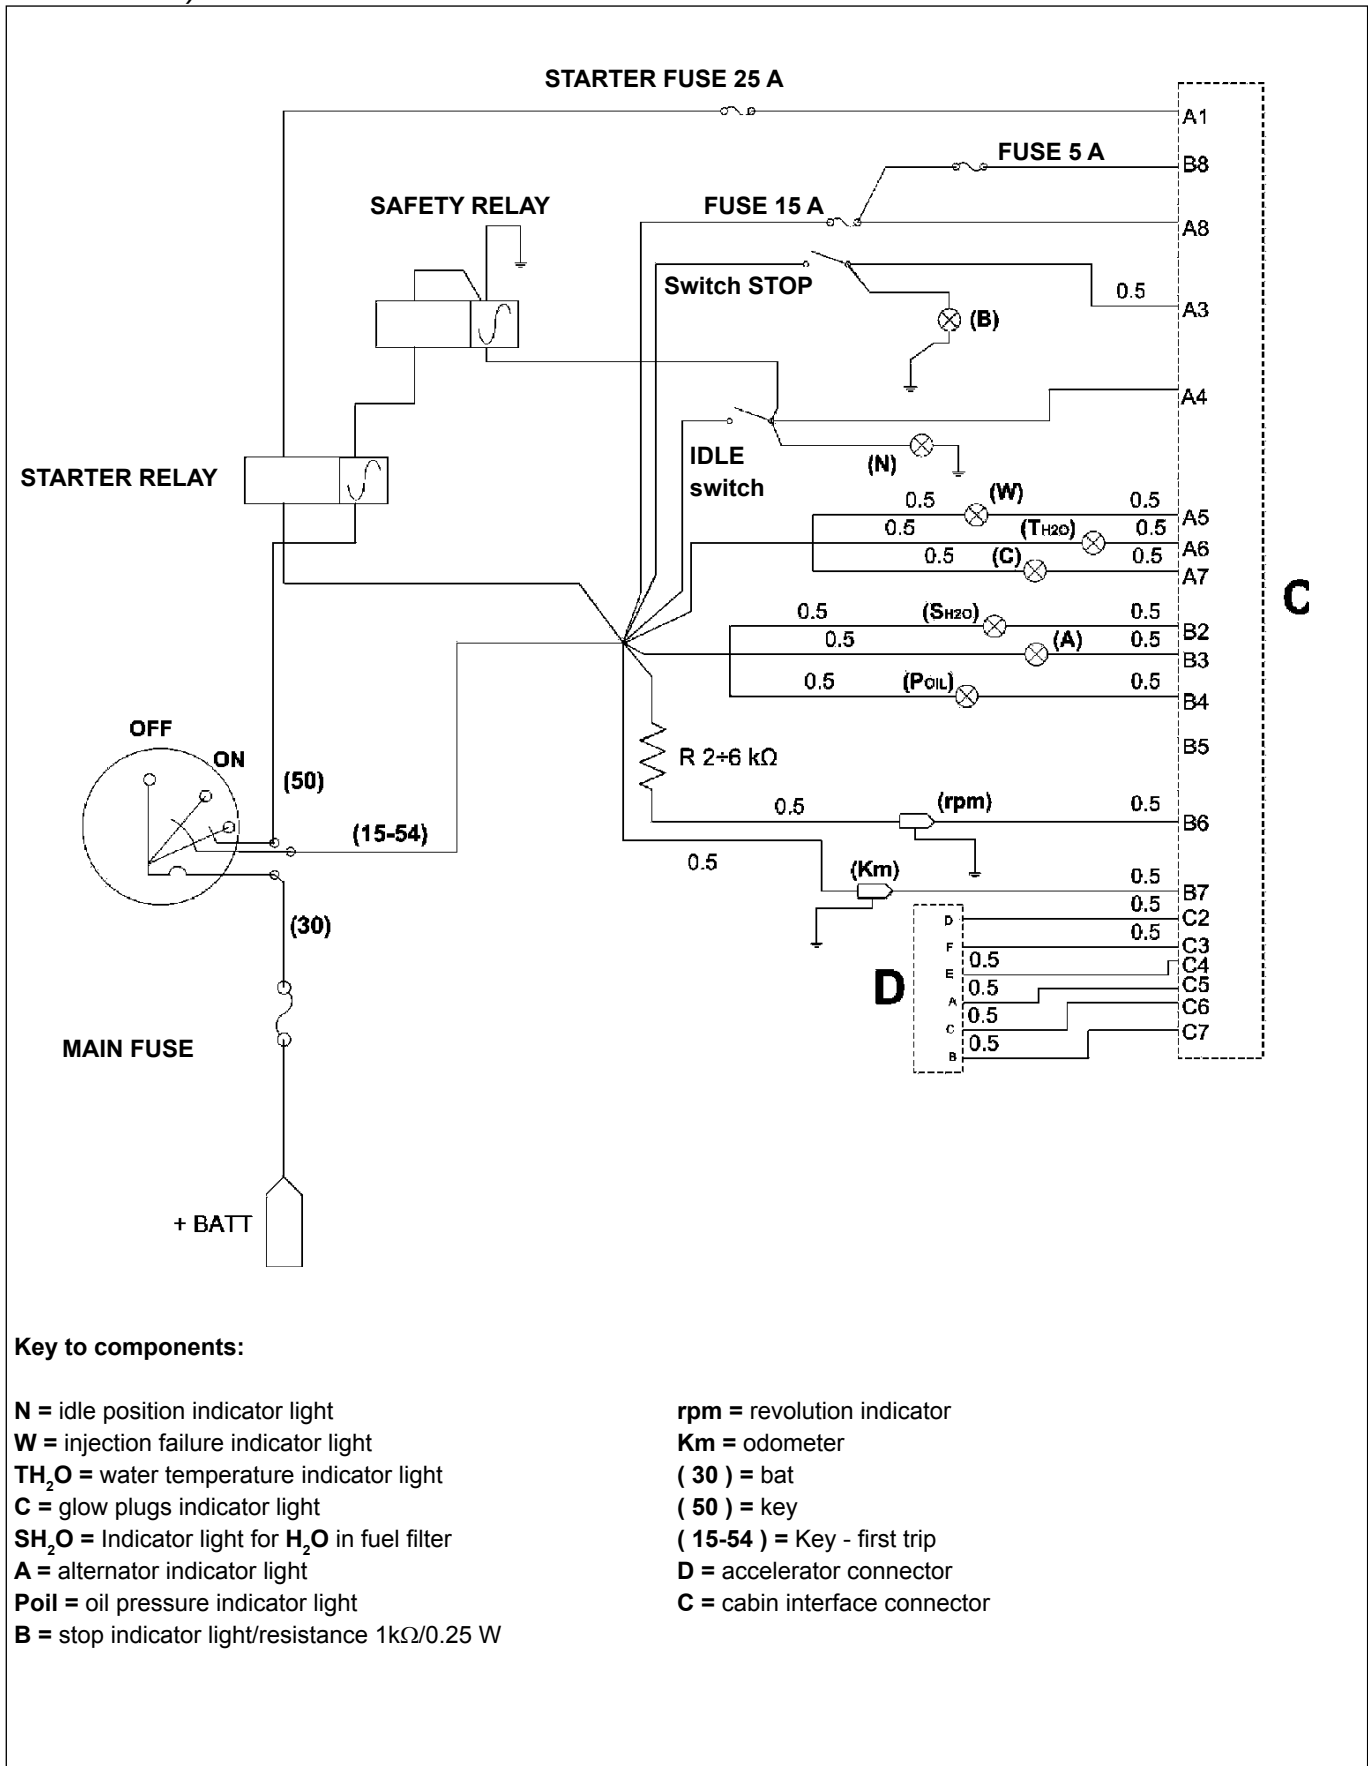 STARTER FUSE 25 A
A1
FUSE 5 A
B8
SAFETY RELAY
FUSE 15 A
A8
Switch STOP
0.5
A3
(B)
A4
STARTER RELAY
IDLE
switch
(N)
0.5
(W)
0.5
A5
0.5
(TH2O)
0.5
A6
0.5
(C)
0.5
A7
C
0.5
(SH2O)
0.5
B2
0.5
(A)
0.5
B3
0.5
(POIL)
0.5
B4
OFF
ON
B5
R 2÷6 kΩ
(50)
(15-54)
0.5
(rpm)
0.5
B6
0.5
(Km)
0.5
B7
(30)
D
0.5
C2
F
0.5
C3
D
E
0.5
C4
A
0.5
C5
C
0.5
C6
B
0.5
C7
MAIN FUSE
+ BATT
Key to components:
N = idle position indicator light
W = injection failure indicator light
TH₂O = water temperature indicator light
C = glow plugs indicator light
SH₂O = Indicator light for H₂O in fuel filter
A = alternator indicator light
Poil = oil pressure indicator light
B = stop indicator light/resistance 1kΩ/0.25 W
rpm = revolution indicator
Km = odometer
( 30 ) = bat
( 50 ) = key
( 15-54 ) = Key - first trip
D = accelerator connector
C = cabin interface connector